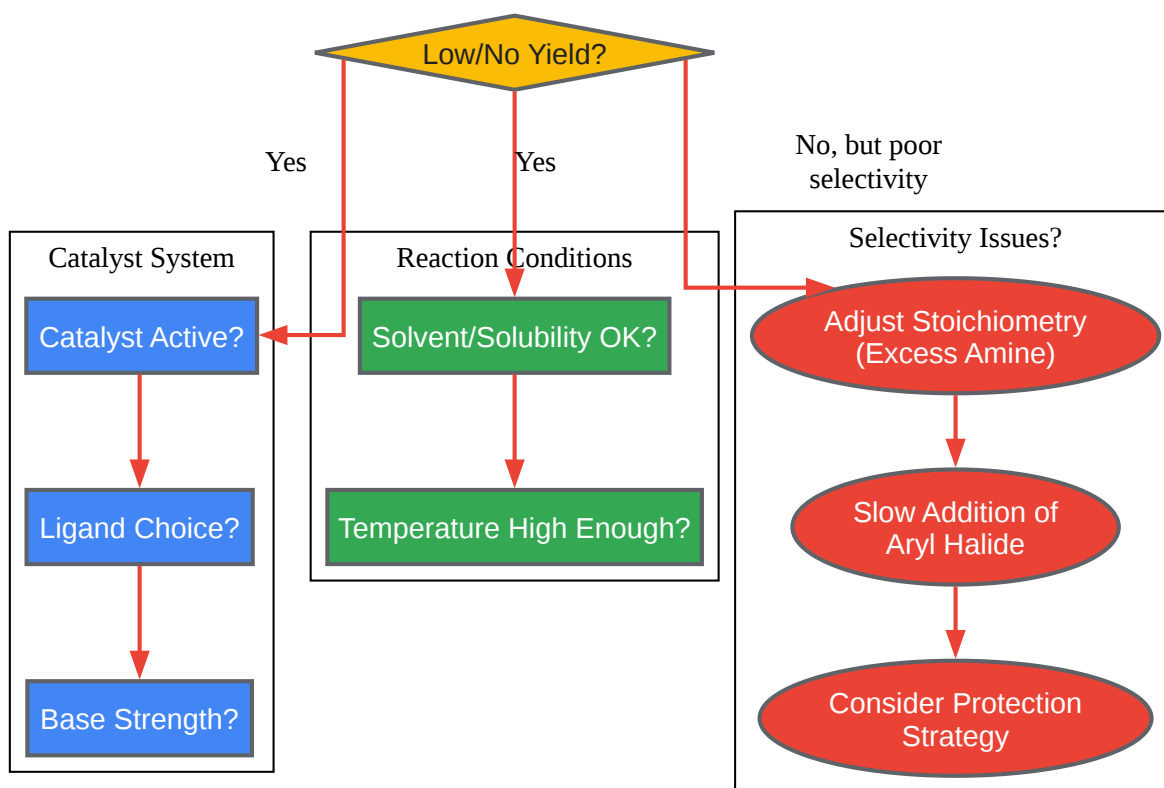 Low/No Yield?
Yes
Yes
No, but poor
selectivity
Catalyst System
Catalyst Active?
Ligand Choice?
Base Strength?
Reaction Conditions
Solvent/Solubility OK?
Temperature High Enough?
Selectivity Issues?
Adjust Stoichiometry
(Excess Amine)
Slow Addition of
Aryl Halide
Consider Protection
Strategy